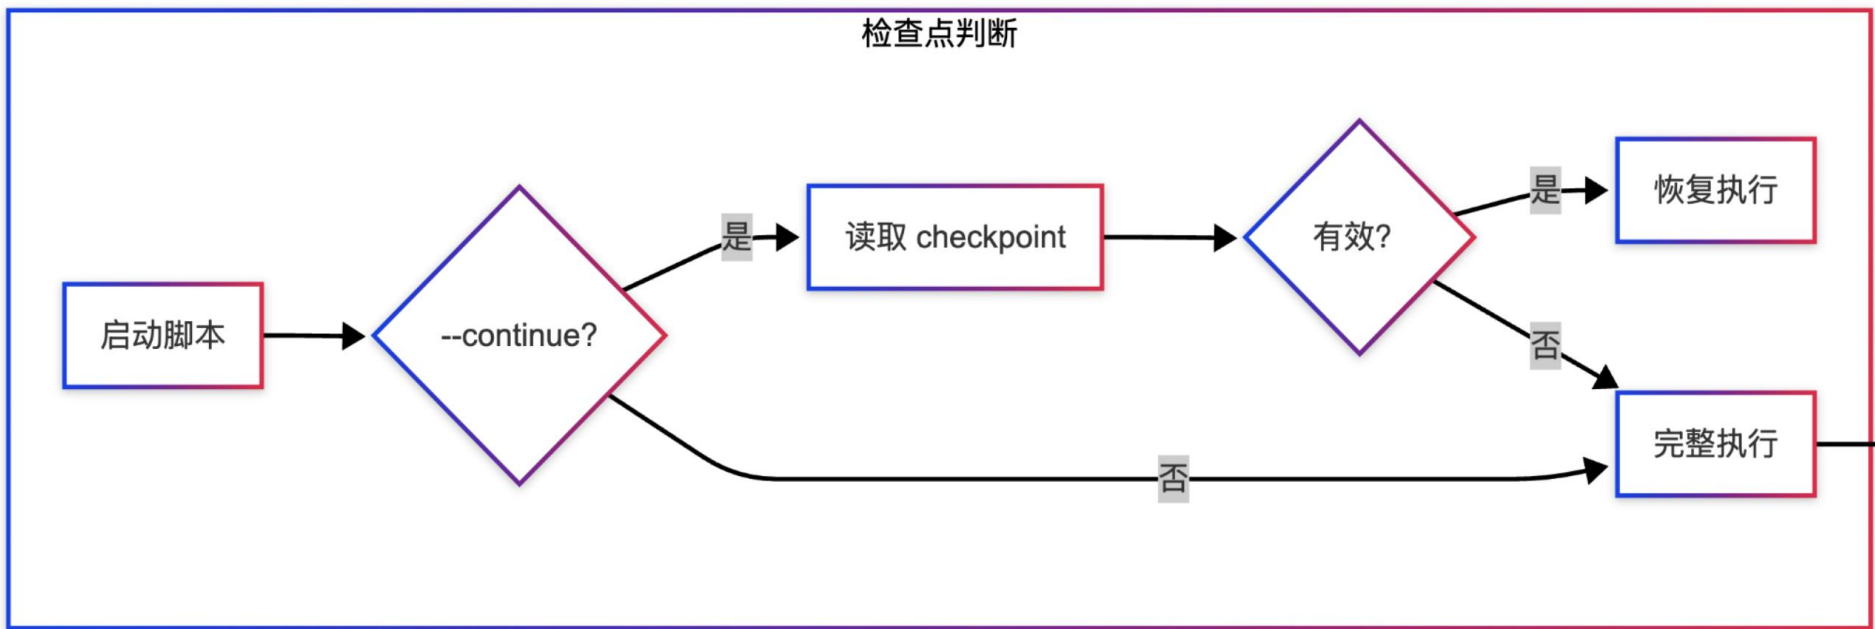 检查点判断
启动脚本
--continue?
是
读取 checkpoint
有效?
是
恢复执行
否
否
完整执行